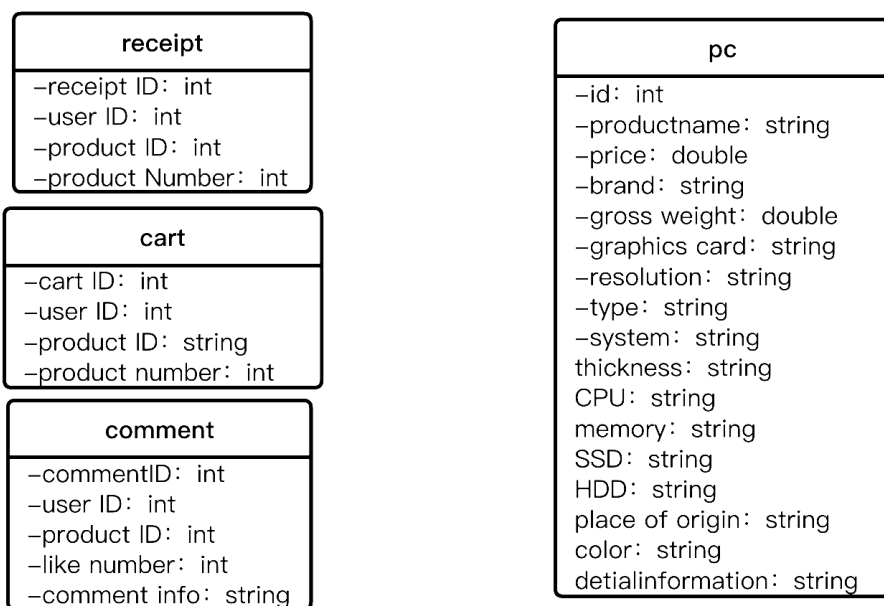 receipt
-receipt ID: int
-user ID: int
-product ID: int
-product Number: int
cart
-cart ID: int
-user ID: int
-product ID: string
-product number: int
comment
-commentID: int
-user ID: int
-product ID: int
-like number: int
-comment info: string
pc
-id: int
-productname: string
-price: double
-brand: string
-gross weight: double
-graphics card: string
-resolution: string
-type: string
-system: string
thickness: string
CPU: string
memory: string
SSD: string
HDD: string
place of origin: string
color: string
detialinformation: string